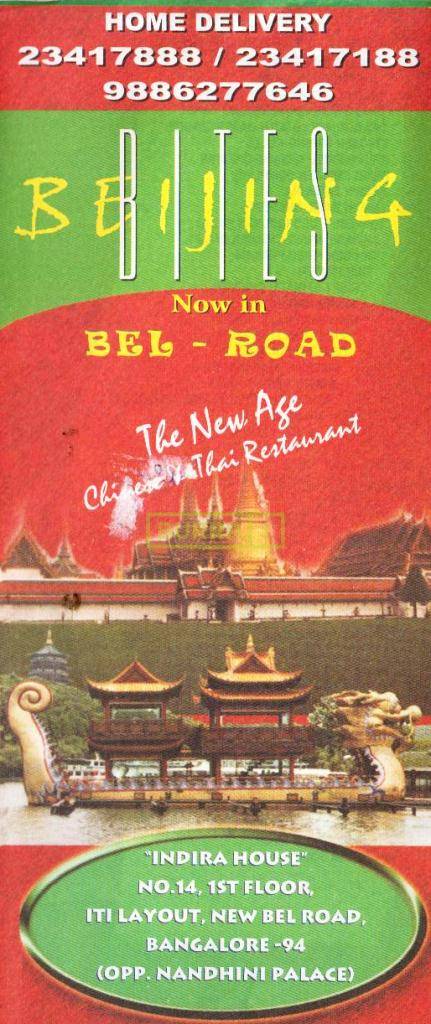 HOME DELIVERY
23417888 / 23417188
9886277646
BEIJING
BITES
Now in
BEL - ROAD
The New Age
Thai Restaurant
"INDIRA HOUSE"
NO.14, 1ST FLOOR,
ITI LAYOUT, NEW BEL ROAD,
BANGALORE -94
(OPP. NANDHINI PALACE)